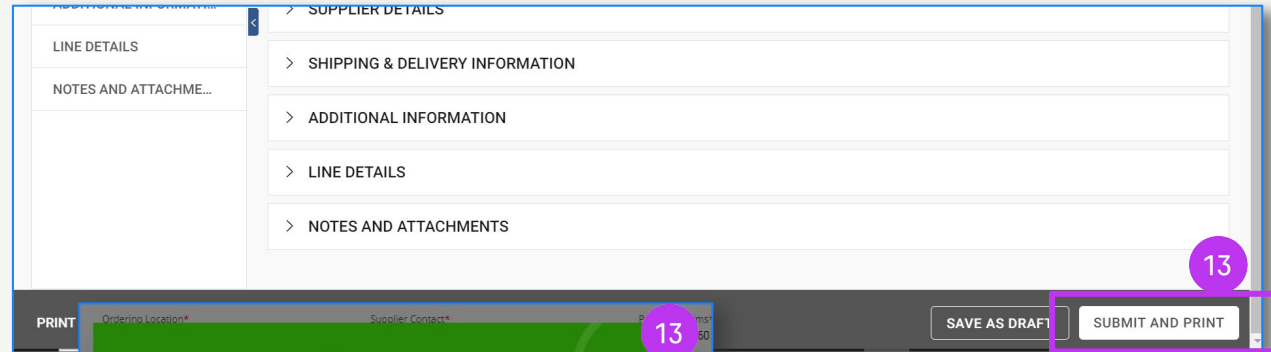 SUPPLIER DETAILS
LINE DETAILS
SHIPPING & DELIVERY INFORMATION
NOTES AND ATTACHME...
ADDITIONAL INFORMATION
LINE DETAILS
NOTES AND ATTACHMENTS
13
PRINT
Ordering Location*
Supplier Contact*
13
60
SAVE AS DRAFT
SUBMIT AND PRINT